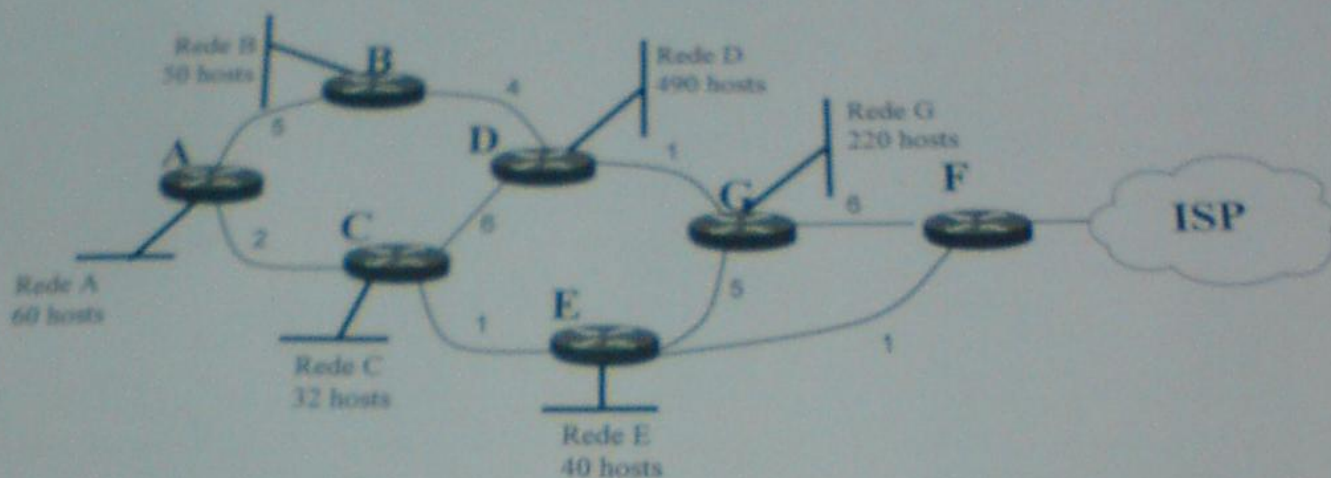 Rede B
50 hosts
B
4
Rede D
490 hosts
5
A
D
1
Rede G
220 hosts
F
G
6
ISP
C
6
2
Rede A
60 hosts
E
5
1
1
Rede C
32 hosts
Rede E
40 hosts